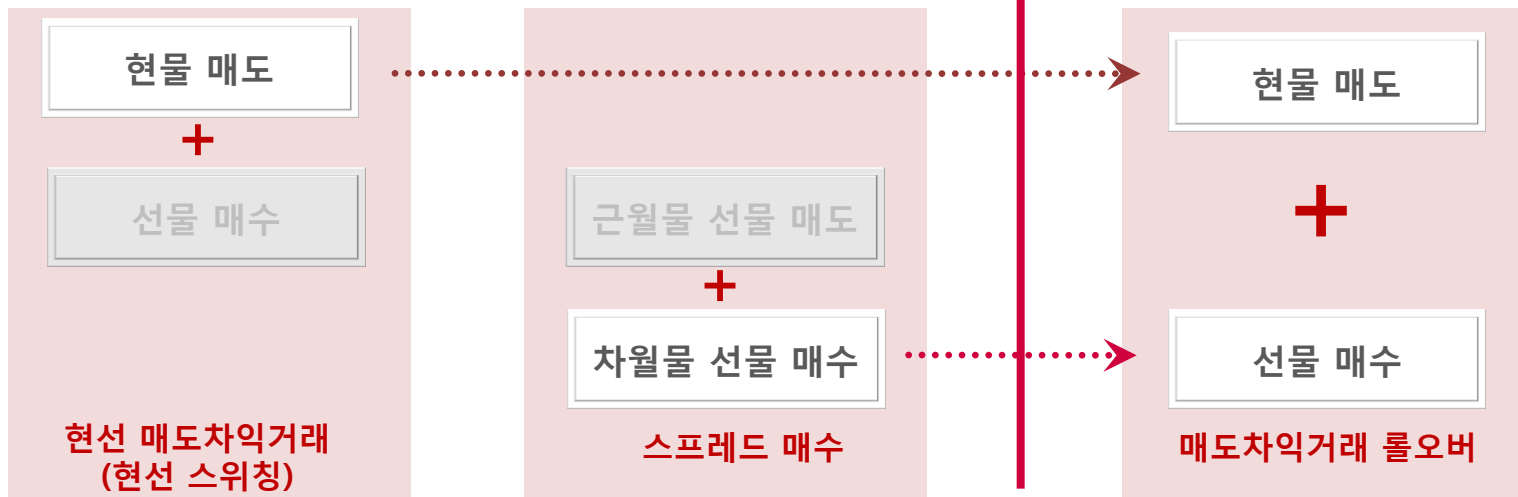 현물 매도
+
선물 매수
현선 매도차익거래
(현선 스위칭)
근월물 선물 매도
+
차월물 선물 매수
스프레드 매수
현물 매도
+
선물 매수
매도차익거래 롤오버